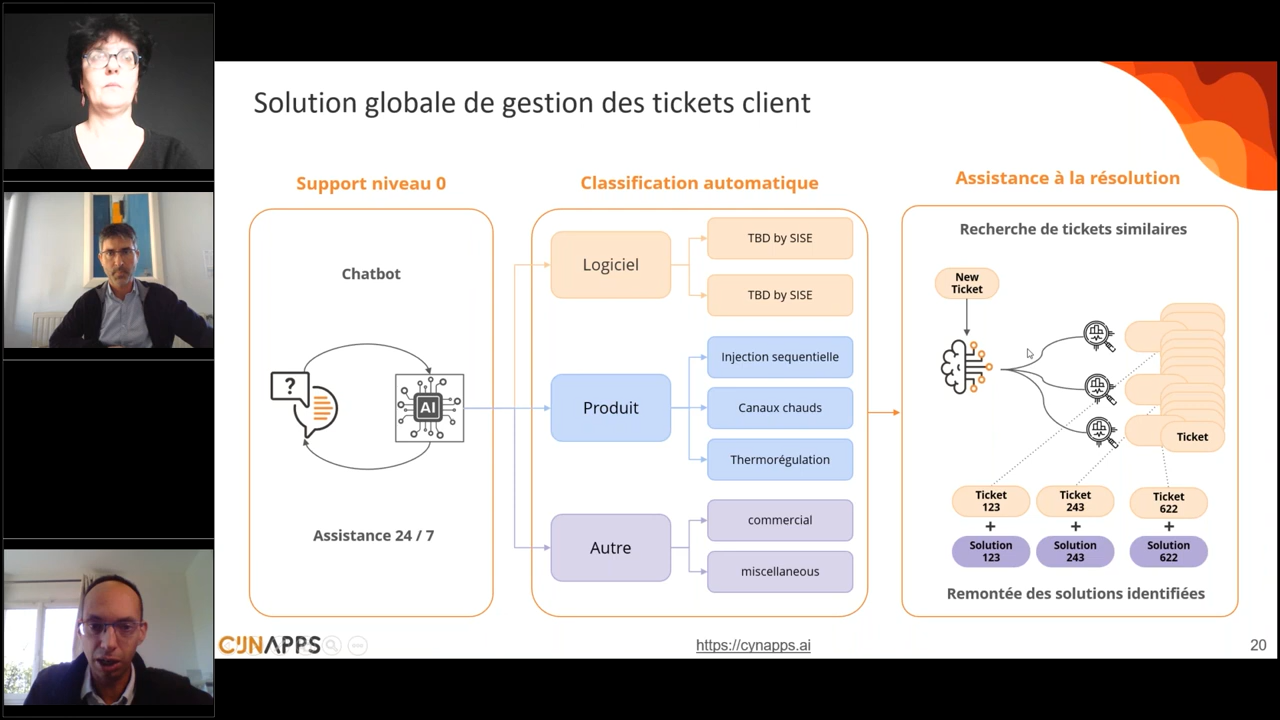 Solution globale de gestion des tickets client
Support niveau 0
Chatbot
?
AI
Assistance 24 / 7
Classification automatique
Logiciel
TBD by SISE
TBD by SISE
Produit
Injection sequentielle
Canaux chauds
Thermorégulation
Autre
commercial
miscellaneous
Assistance à la résolution
Recherche de tickets similaires
New
Ticket
Ticket
Ticket
123
+
Solution
123
Ticket
243
+
Solution
243
Ticket
622
+
Solution
622
Remontée des solutions identifiées
CYNAPPS
https://cynapps.ai
20